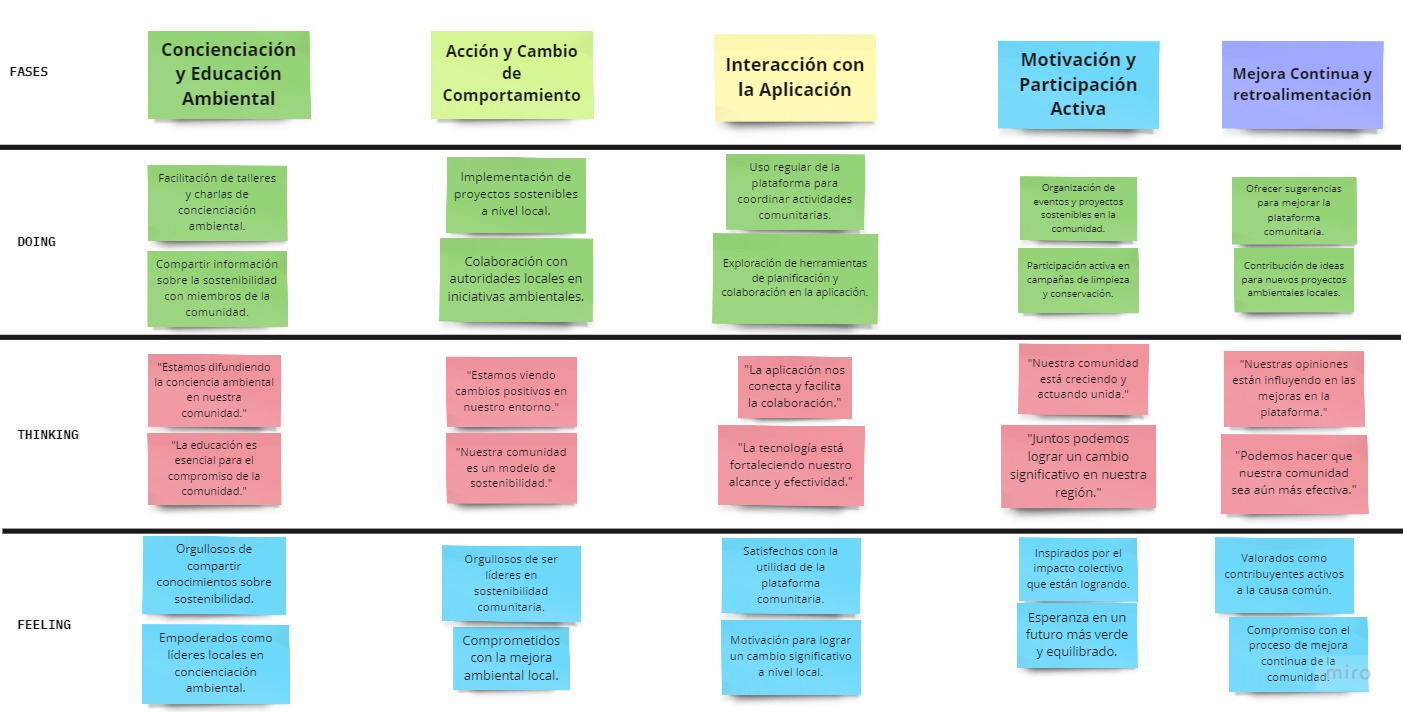 FASES
Concienciación
y Educación
Ambiental
Acción y Cambio
de
Comportamiento
Interacción con
la Aplicación
Motivación y
Participación
Activa
Mejora Continua y
retroalimentación
DOING
Facilitación de talleres
y charlas de
concienciación
ambiental.
Compartir información
sobre la sostenibilidad
con miembros de la
comunidad.
Implementación de
proyectos sostenibles
a nivel local.
Colaboración con
autoridades locales en
iniciativas ambientales.
Uso regular de la
plataforma para
coordinar actividades
comunitarias.
Exploración de herramientas
de planificación y
colaboración en la aplicación.
Organización de
eventos y proyectos
sostenibles en la
comunidad.
Participación activa en
campañas de limpieza
y conservación.
Ofrecer sugerencias
para mejorar la
plataforma
comunitaria.
Contribución de ideas
para nuevos proyectos
ambientales locales.
THINKING
"Estamos difundiendo
la conciencia ambiental
en nuestra
comunidad."
"La educación es
esencial para el
compromiso de la
comunidad."
"Estamos viendo
cambios positivos en
nuestro entorno."
"Nuestra comunidad
es un modelo de
sostenibilidad."
"La aplicación nos
conecta y facilita
la colaboración."
"La tecnología está
fortaleciendo nuestro
alcance y efectividad."
"Nuestra comunidad
está creciendo y
actuando unida."
"Juntos podemos
lograr un cambio
significativo en nuestra
región."
"Nuestras opiniones
están influyendo en las
mejoras en la
plataforma."
"Podemos hacer que
nuestra comunidad
sea aún más efectiva."
FEELING
Orgullosos de
compartir
conocimientos sobre
sostenibilidad.
Empoderados como
líderes locales en
concienciación
ambiental.
Orgullosos de ser
líderes en
sostenibilidad
comunitaria.
Comprometidos
con la mejora
ambiental local.
Satisfechos con la
utilidad de la
plataforma
comunitaria.
Motivación para lograr
un cambio significativo
a nivel local.
Inspirados por el
impacto colectivo
que están logrando.
Esperanza en un
futuro más verde
y equilibrado.
Valorados como
contribuyentes activos
a la causa común.
Compromiso con el
proceso de mejora
continua de la
comunidad.
miro